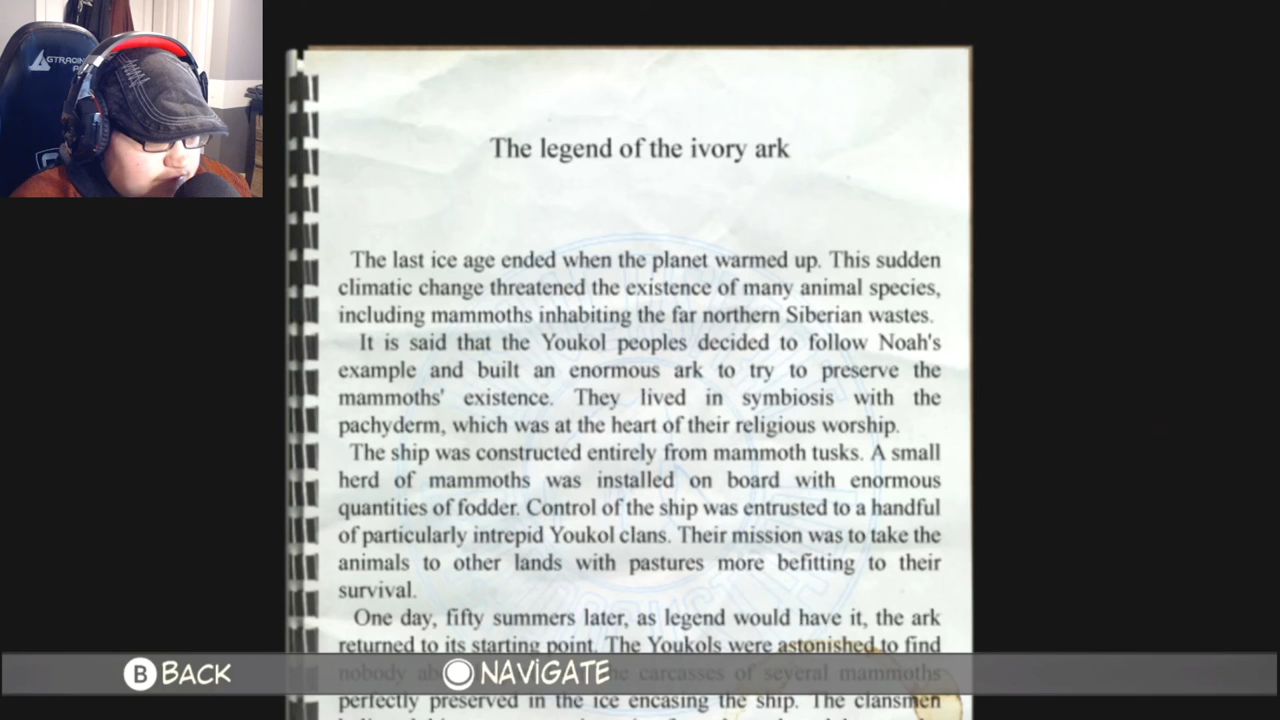 GTRACING
The legend of the ivory ark
The last ice age ended when the planet warmed up. This sudden
climatic change threatened the existence of many animal species,
including mammoths inhabiting the far northern Siberian wastes.
It is said that the Youkol peoples decided to follow Noah's
example and built an enormous ark to try to preserve the
mammoths' existence. They lived in symbiosis with the
pachyderm, which was at the heart of their religious worship.
The ship was constructed entirely from mammoth tusks. A small
herd of mammoths was installed on board with enormous
quantities of fodder. Control of the ship was entrusted to a handful
of particularly intrepid Youkol clans. Their mission was to take the
animals to other lands with pastures more befitting to their
survival.
One day, fifty summers later, as legend would have it, the ark
returned to its starting point. The Youkols were astonished to find
nobody carcasses of several mammoths
B BACK NAVIGATE
perfectly preserved in the ice encasing the ship. The clansmen